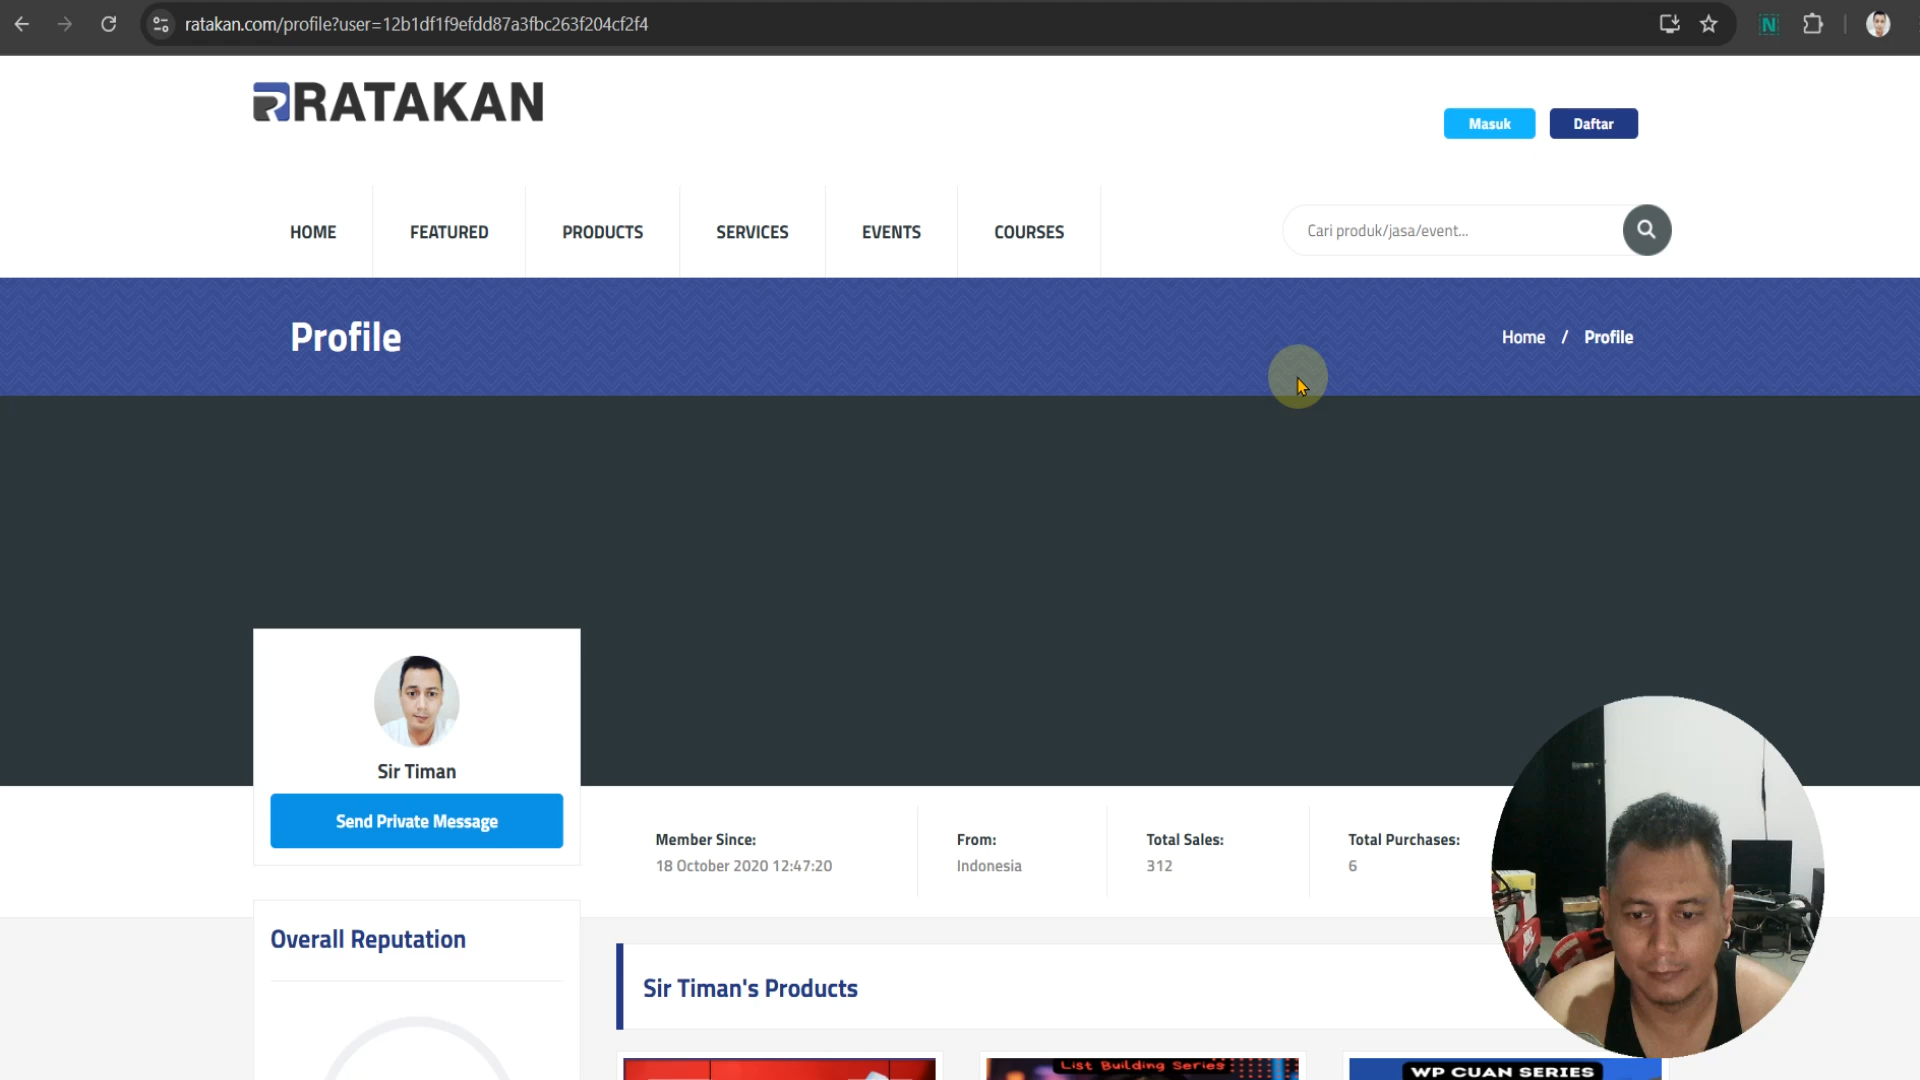 ratakan.com/profile?user=12b1df1f9efdd87a3fbc263f204cf2f4
N
RATAKAN
Masuk
Daftar
HOME
FEATURED
PRODUCTS
SERVICES
EVENTS
COURSES
Cari produk/jasa/event...
Profile
Home / Profile
Sir Timan
Send Private Message
Member Since:
18 October 2020 12:47:20
From:
Indonesia
Total Sales:
312
Total Purchases:
6
Overall Reputation
Sir Timan's Products
List Building Series
WP CUAN SERIES